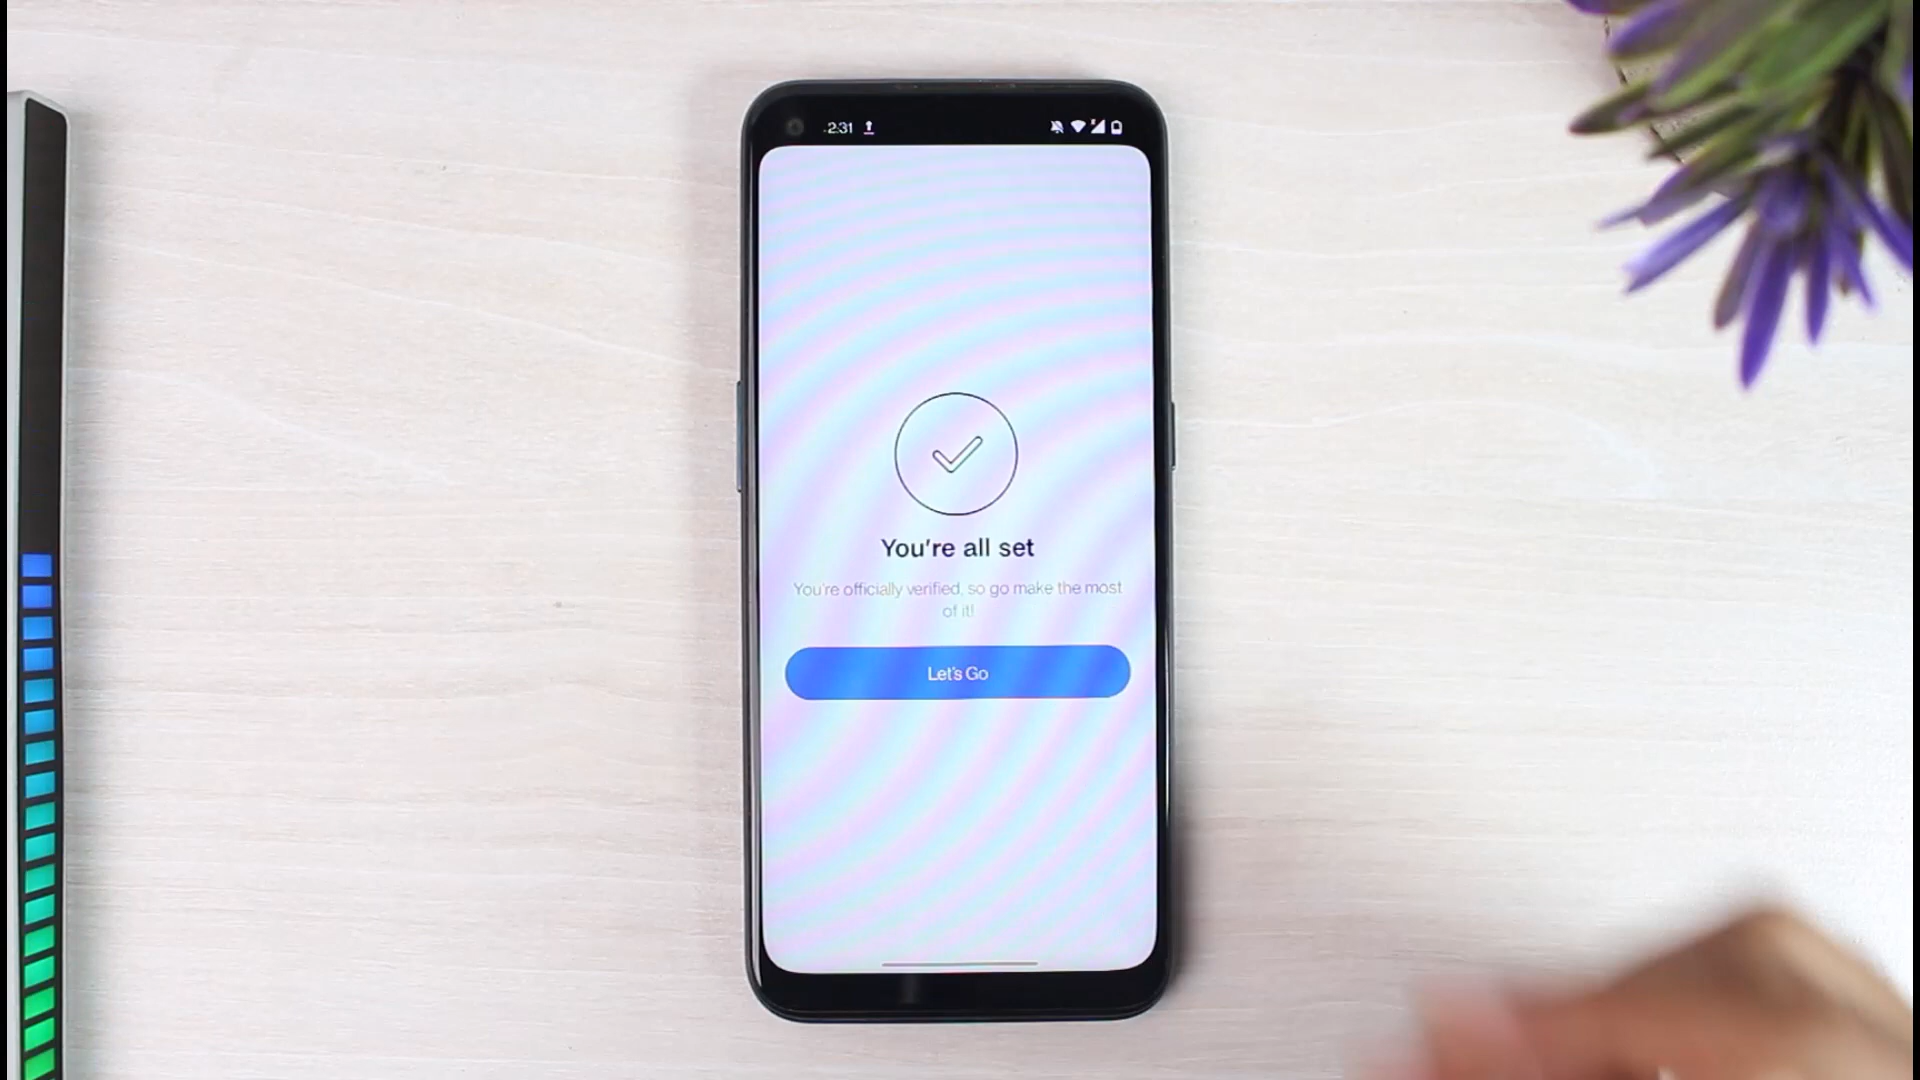 2:31
You're all set
You're officially verified, so go make the most
of it!
Let's Go